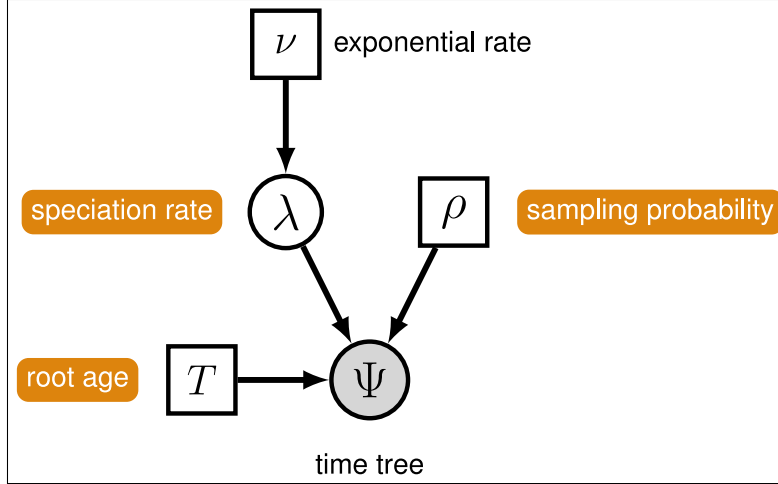 ν exponential rate
speciation rate λ ρ sampling probability
root age T Ψ
time tree